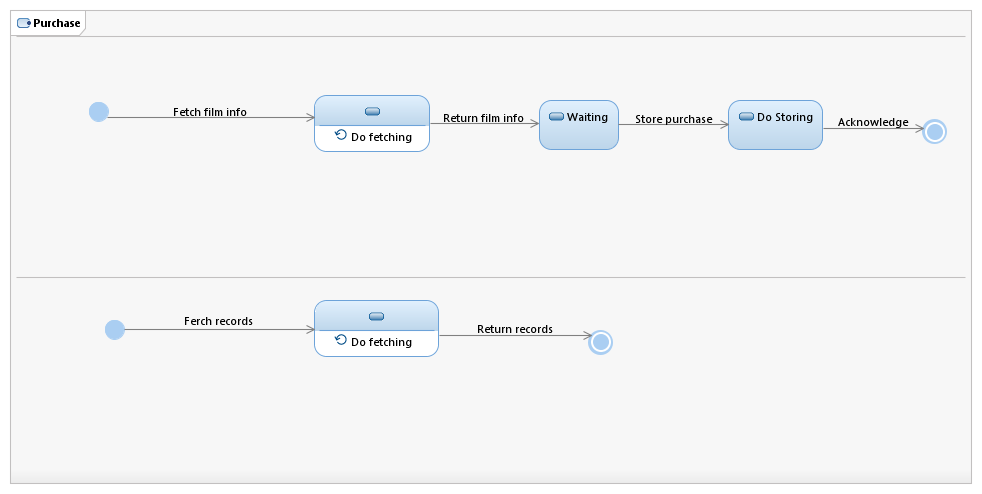 Purchase
Fetch film info
Do fetching
Return film info
Waiting
Store purchase
Do Storing
Acknowledge
Ferch records
Do fetching
Return records